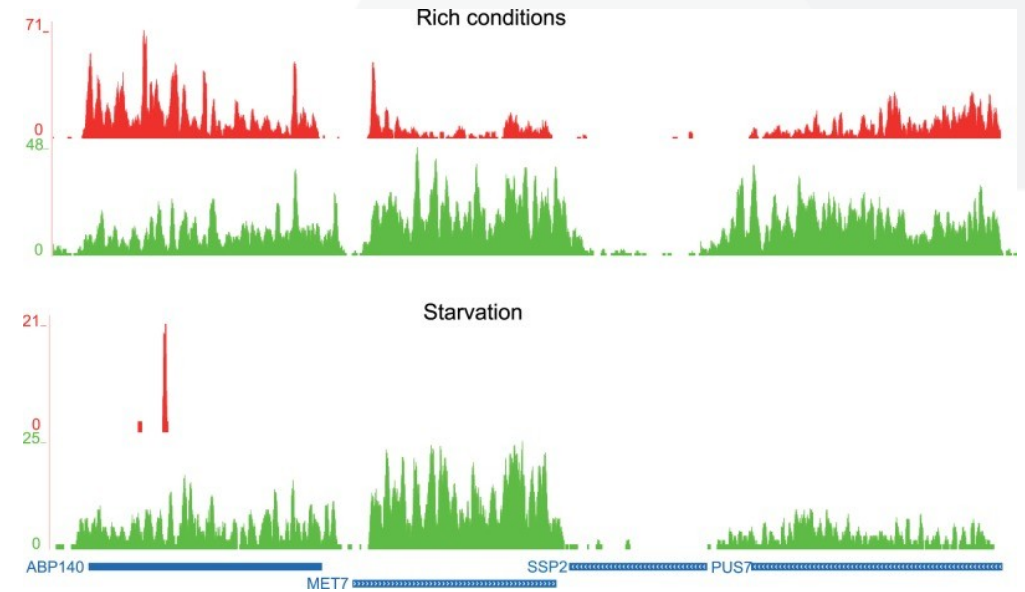 Rich conditions
71
0
48
0
Starvation
21
0
25
0
ABP140
MET7
SSP2
PUS7